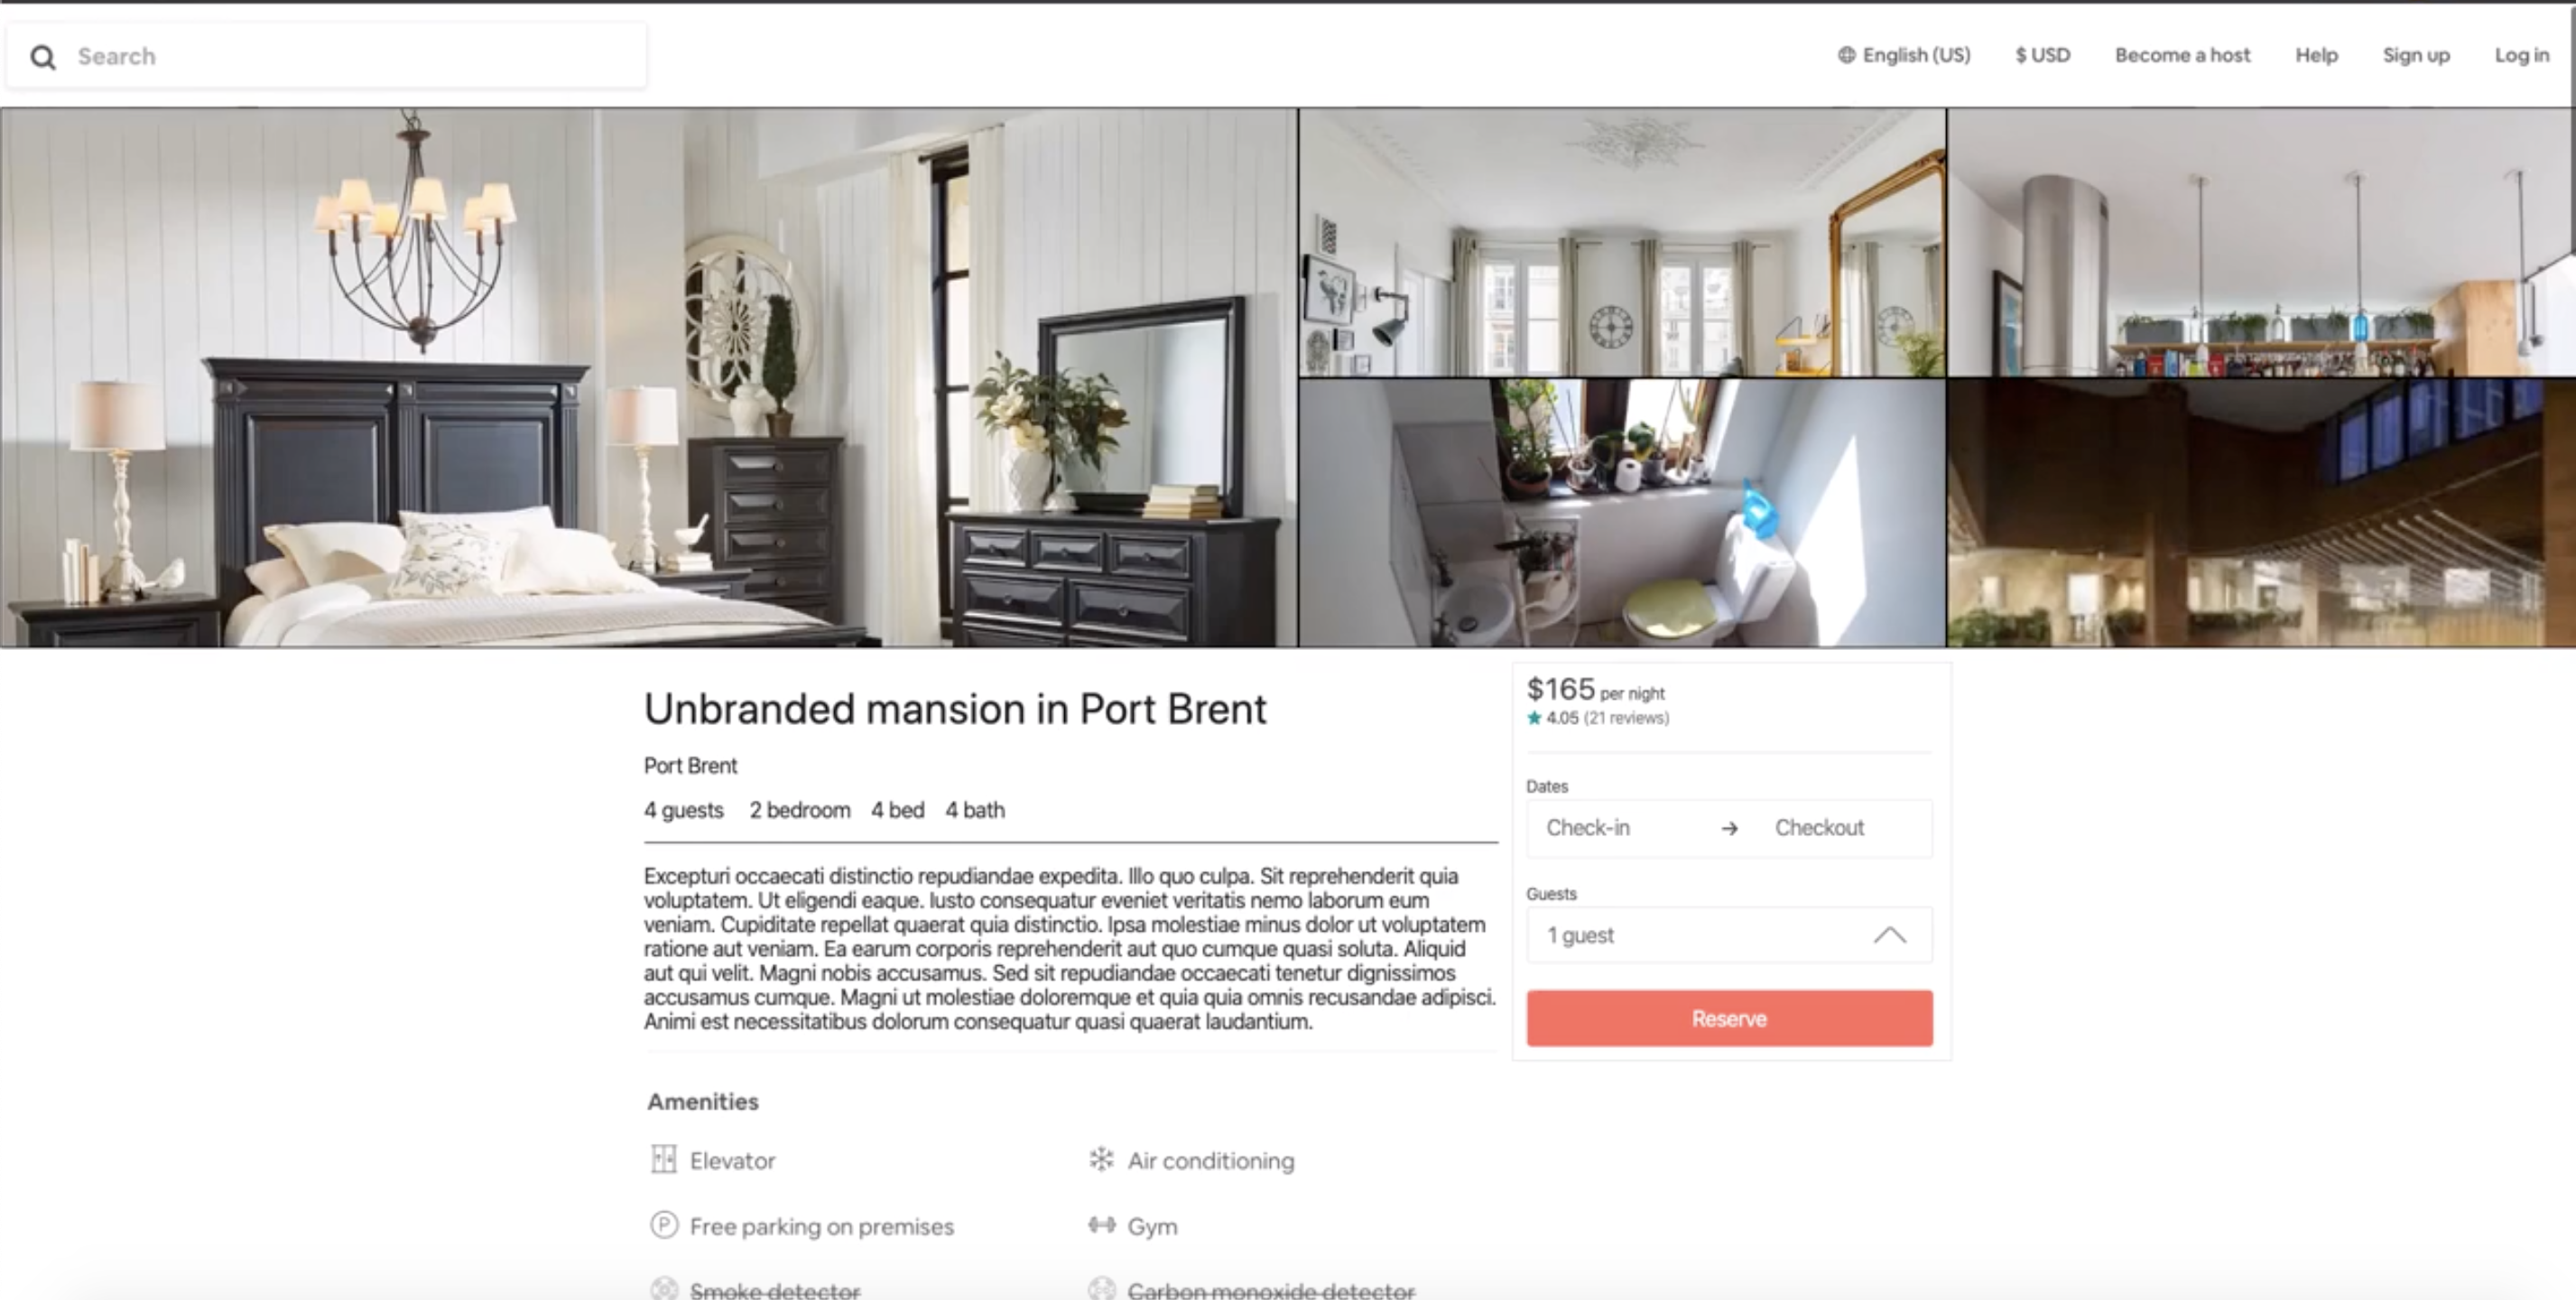 Search
English (US) $ USD Become a host Help Sign up Log in
Unbranded mansion in Port Brent
Port Brent
4 guests 2 bedroom 4 bed 4 bath
Excepturi occaecati distinctio repudiandae expedita. Illo quo culpa. Sit reprehenderit quia
voluptatem. Ut eligendi eaque. Iusto consequatur eveniet veritatis nemo laborum eum
veniam. Cupiditate repellat quaerat quia distinctio. Ipsa molestiae minus dolor ut voluptatem
ratione aut veniam. Ea earum corporis reprehenderit aut quo cumque quasi soluta. Aliquid
aut qui velit. Magni nobis accusamus. Sed sit repudiandae occaecati tenetur dignissimos
accusamus cumque. Magni ut molestiae doloremque et quia quia omnis recusandae adipisci.
Animi est necessitatibus dolorum consequatur quasi quaerat laudantium.
$165 per night
4.05 (21 reviews)
Dates
Check-in → Checkout
Guests
1 guest
Reserve
Amenities
Elevator Air conditioning
Free parking on premises Gym
Smoke detector Carbon monoxide detector